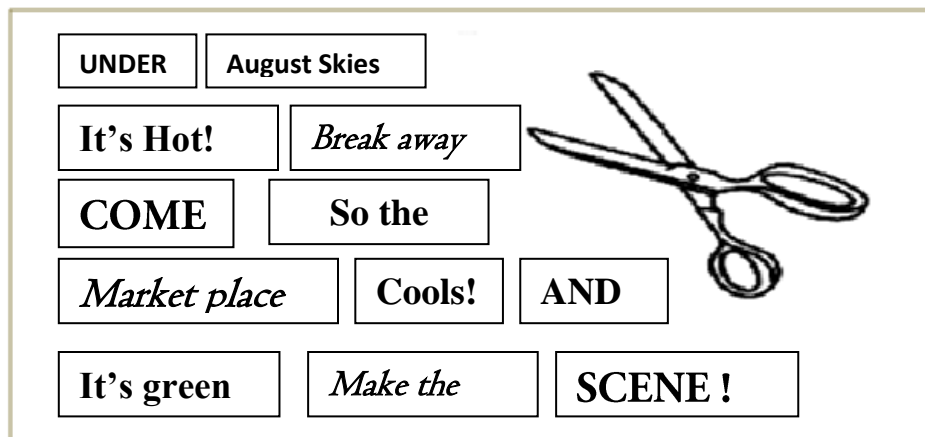 UNDER August Skies
It’s Hot! Break away
COME So the
Market place Cools! AND
It’s green Make the SCENE !